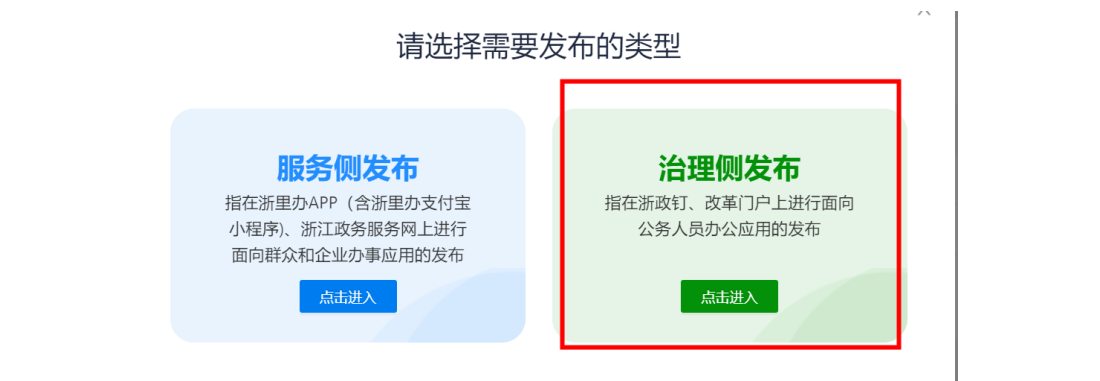 请选择需要发布的类型
服务侧发布
指在浙里办APP（含浙里办支付宝
小程序)、浙江政务服务网上进行
面向群众和企业办事应用的发布
点击进入
治理侧发布
指在浙政钉、改革门户上进行面向
公务人员办公应用的发布
点击进入